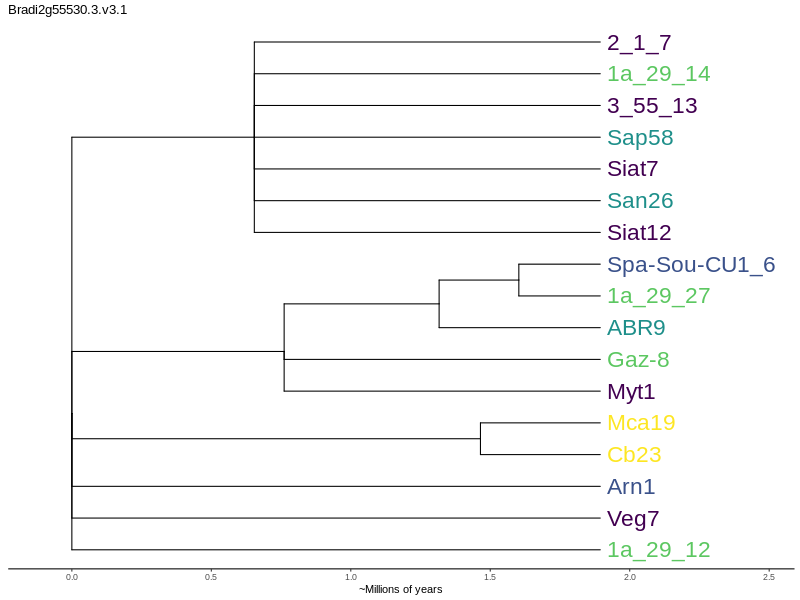 Bradi2g55530.3.v3.1
2_1_7
1a_29_14
3_55_13
Sap58
Siat7
San26
Siat12
Spa-Sou-CU1_6
1a_29_27
ABR9
Gaz-8
Myt1
Mca19
Cb23
Arn1
Veg7
1a_29_12
0.0 0.5 1.0 1.5 2.0 2.5
~Millions of years